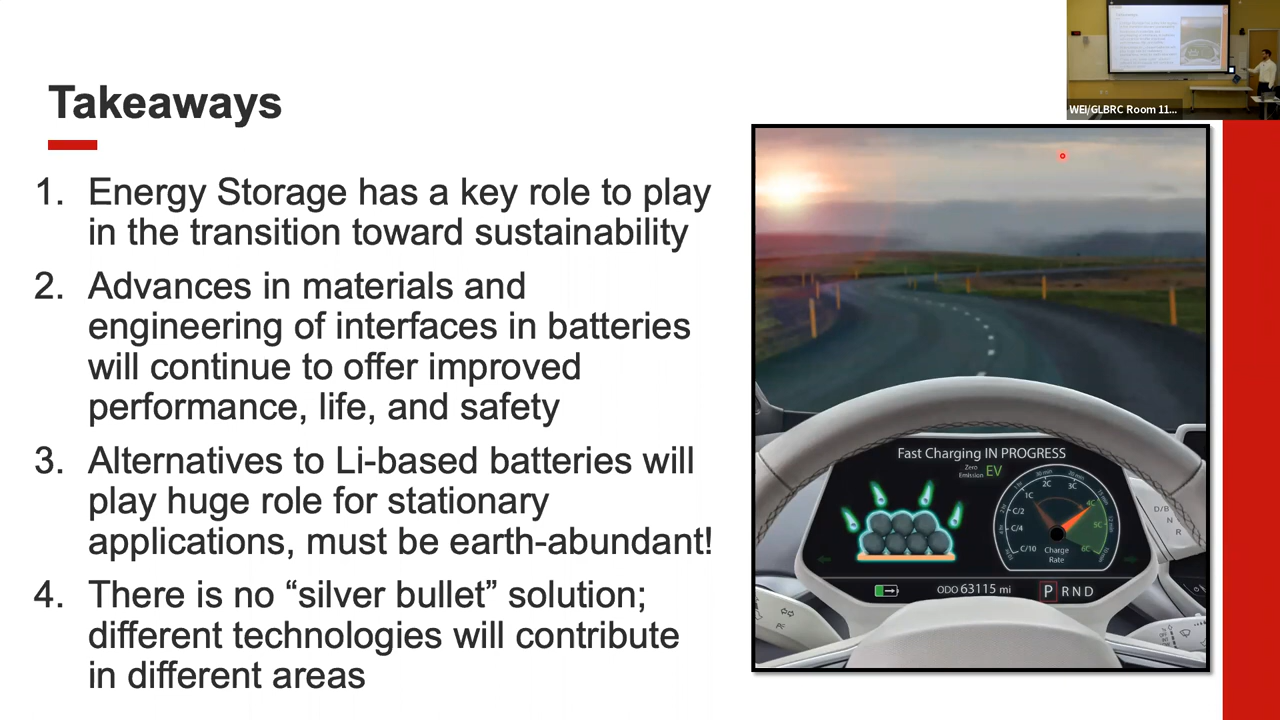 Takeaways
WEI/GLBRC Room 11...
1. Energy Storage has a key role to play
in the transition toward sustainability
2. Advances in materials and
engineering of interfaces in batteries
will continue to offer improved
performance, life, and safety
3. Alternatives to Li-based batteries will
play huge role for stationary
applications, must be earth-abundant!
4. There is no “silver bullet” solution;
different technologies will contribute
in different areas
Fast Charging IN PROGRESS
Zero
Emission EV
C/10
C/4
C/2
1C
2C
3C
4C
5C
6C
Charge
Rate
ODO 63115 mi
P R N D
D/B
N
R